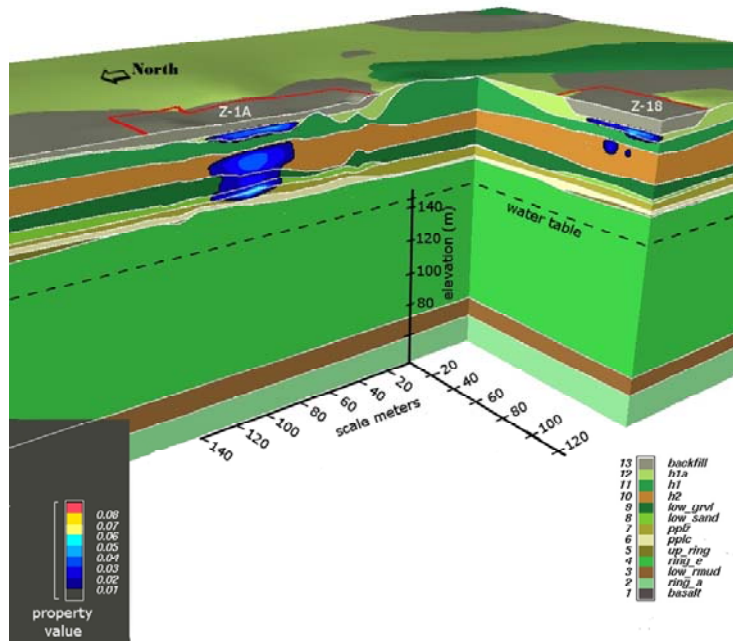 North
Z-1A
Z-18
water table
elevation (m)
140
120
100
80
20
40
60
80
100
120
140
scale meters
20
40
60
80
100
120
0.08
0.07
0.06
0.05
0.04
0.03
0.02
0.01
property
value
13 backfill
12 h1a
11 h1
10 h2
9 low_grvl
8 low_sand
7 pplz
6 pplc
5 up_ring
4 ring_e
3 low_rmud
2 ring_a
1 basalt